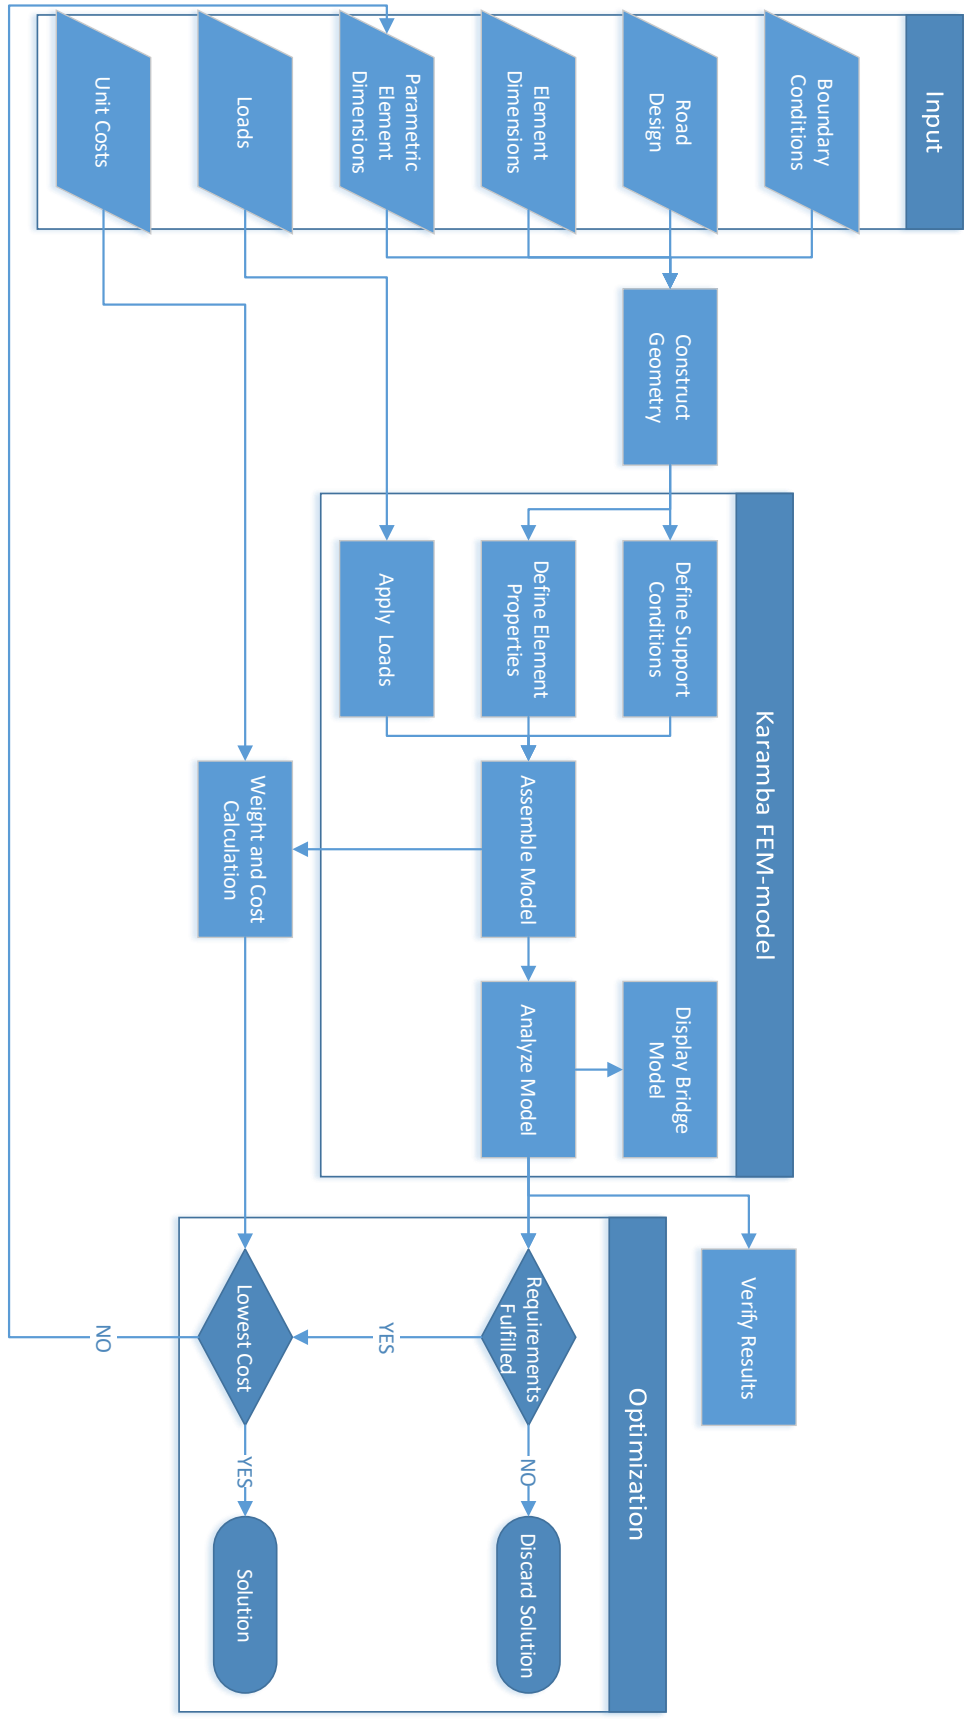 Input
Boundary
Conditions
Road
Design
Element
Dimensions
Parametric
Element
Dimensions
Loads
Unit Costs
Construct
Geometry
Karamba FEM-model
Define Support
Conditions
Define Element
Properties
Apply Loads
Assemble Model
Display Bridge
Model
Analyze Model
Weight and Cost
Calculation
Verify Results
Optimization
Requirements
Fulfilled
NO
Discard Solution
YES
Lowest Cost
YES
Solution
NO